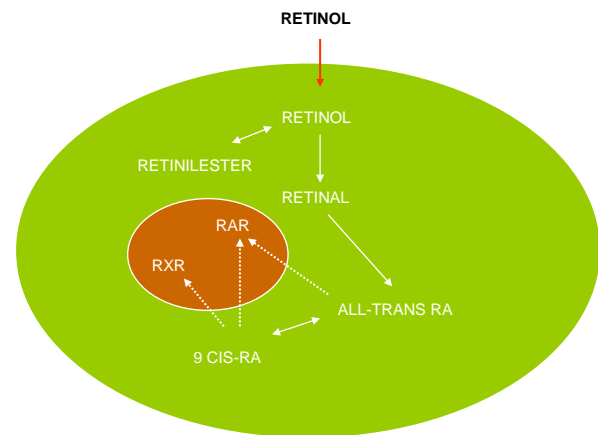 RETINOL
RETINOL
RETINILESTER
RETINAL
RAR
RXR
ALL-TRANS RA
9 CIS-RA